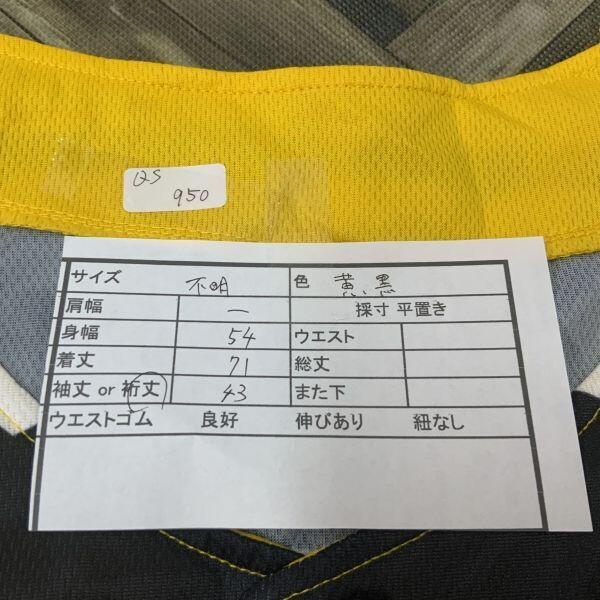 QS
950
サイズ 不明 色 黄、黒
肩幅 ー 採寸 平置き
身幅 54 ウエスト
着丈 71 総丈
袖丈 or 裄丈 43 また下
ウエストゴム 良好 伸びあり 紐なし